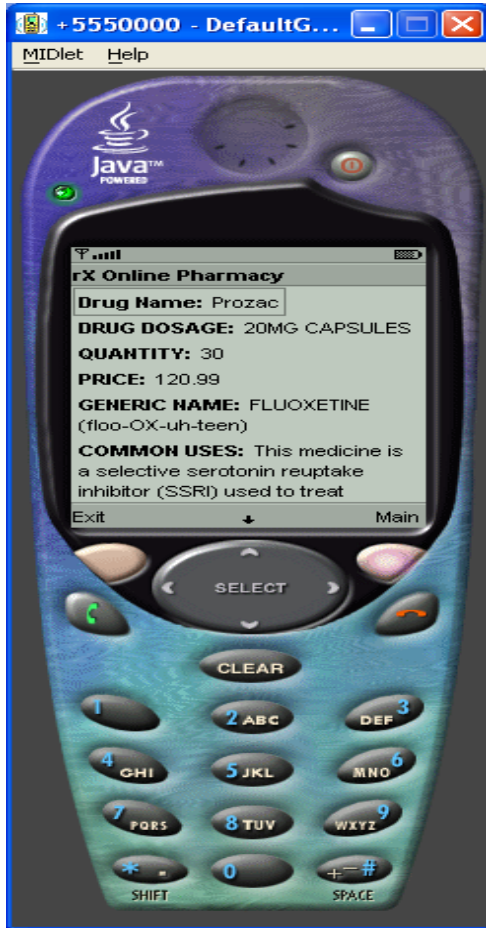 +5550000 - DefaultG...
MIDlet Help
Java™
POWERED
rX Online Pharmacy
Drug Name: Prozac
DRUG DOSAGE: 20MG CAPSULES
QUANTITY: 30
PRICE: 120.99
GENERIC NAME: FLUOXETINE
(floo-OX-uh-teen)
COMMON USES: This medicine is
a selective serotonin reuptake
inhibitor (SSRI) used to treat
Exit Main
SELECT
CLEAR
1 2 ABC DEF 3
4 GHI 5 JKL MNO 6
7 PQRS 8 TUV WXYZ 9
* . 0 +-#
SHIFT SPACE